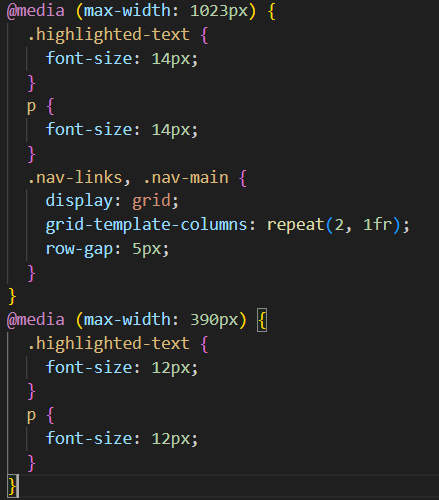 @media (max-width: 1023px) {
  .highlighted-text {
    font-size: 14px;
  }
  p {
    font-size: 14px;
  }
  .nav-links, .nav-main {
    display: grid;
    grid-template-columns: repeat(2, 1fr);
    row-gap: 5px;
  }
}
@media (max-width: 390px) {
  .highlighted-text {
    font-size: 12px;
  }
  p {
    font-size: 12px;
  }
}